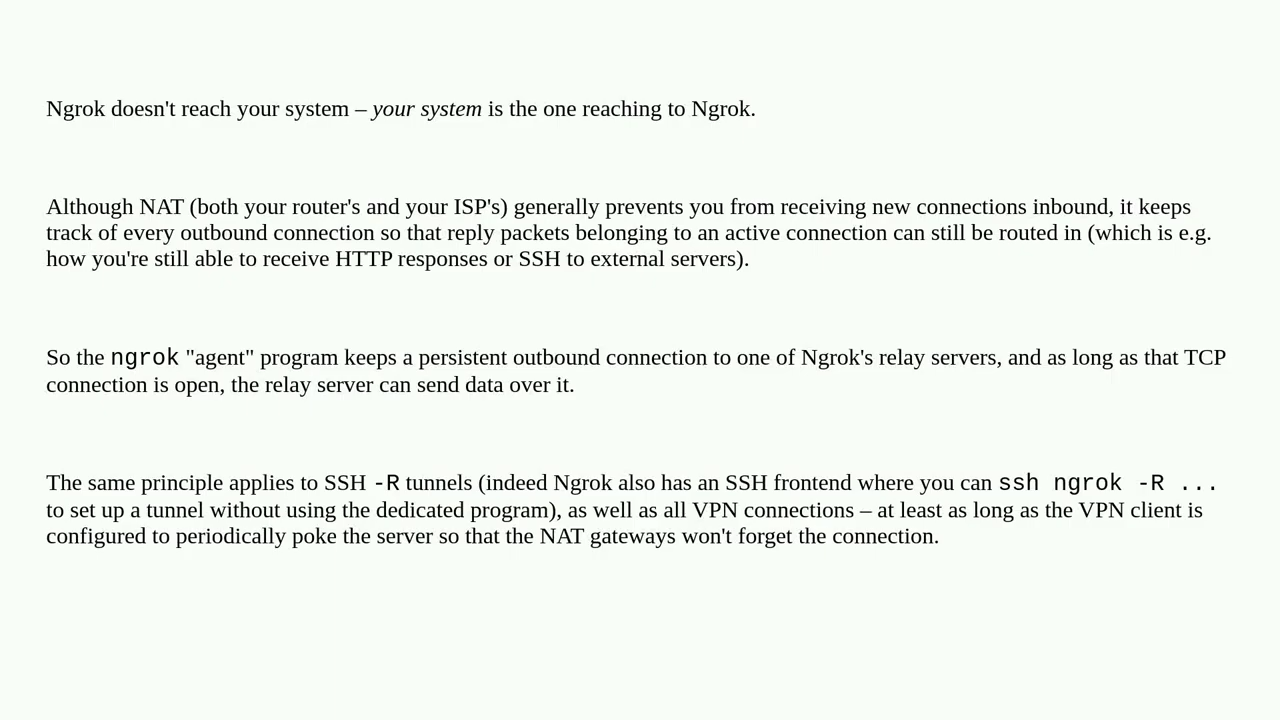 Ngrok doesn't reach your system – your system is the one reaching to Ngrok.
Although NAT (both your router's and your ISP's) generally prevents you from receiving new connections inbound, it keeps
track of every outbound connection so that reply packets belonging to an active connection can still be routed in (which is e.g.
how you're still able to receive HTTP responses or SSH to external servers).
So the ngrok "agent" program keeps a persistent outbound connection to one of Ngrok's relay servers, and as long as that TCP
connection is open, the relay server can send data over it.
The same principle applies to SSH -R tunnels (indeed Ngrok also has an SSH frontend where you can ssh ngrok -R ...
to set up a tunnel without using the dedicated program), as well as all VPN connections – at least as long as the VPN client is
configured to periodically poke the server so that the NAT gateways won't forget the connection.